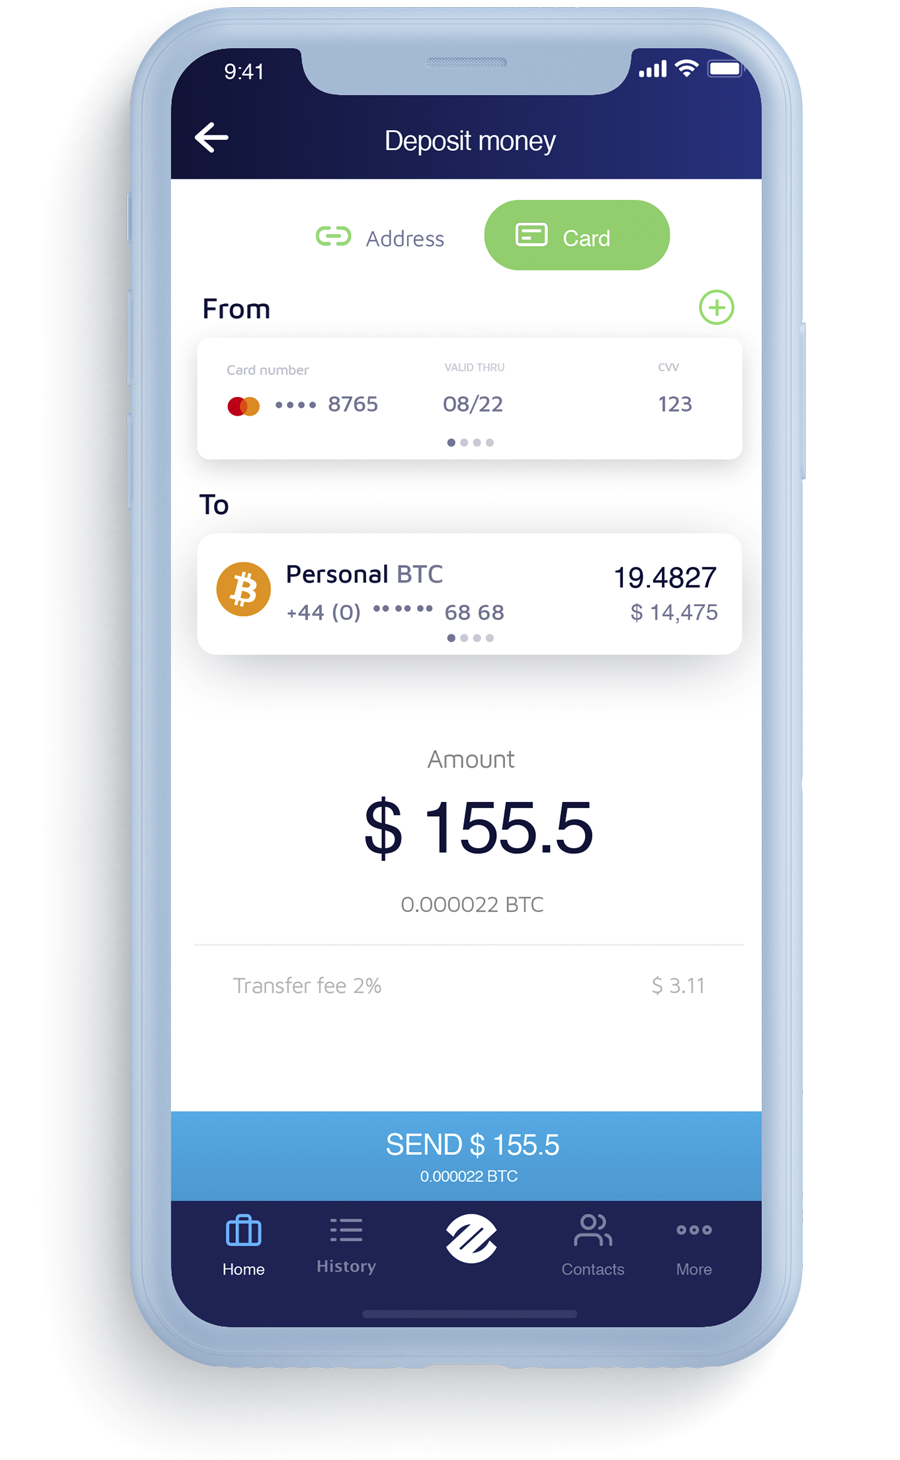 9:41
Deposit money
Address Card
From
Card number VALID THRU CVV
•••• 8765 08/22 123
To
Personal BTC 19.4827
+44 (0) •• •• •• 68 68 $ 14,475
Amount
$ 155.5
0.000022 BTC
Transfer fee 2% $ 3.11
SEND $ 155.5
0.000022 BTC
Home History Contacts More